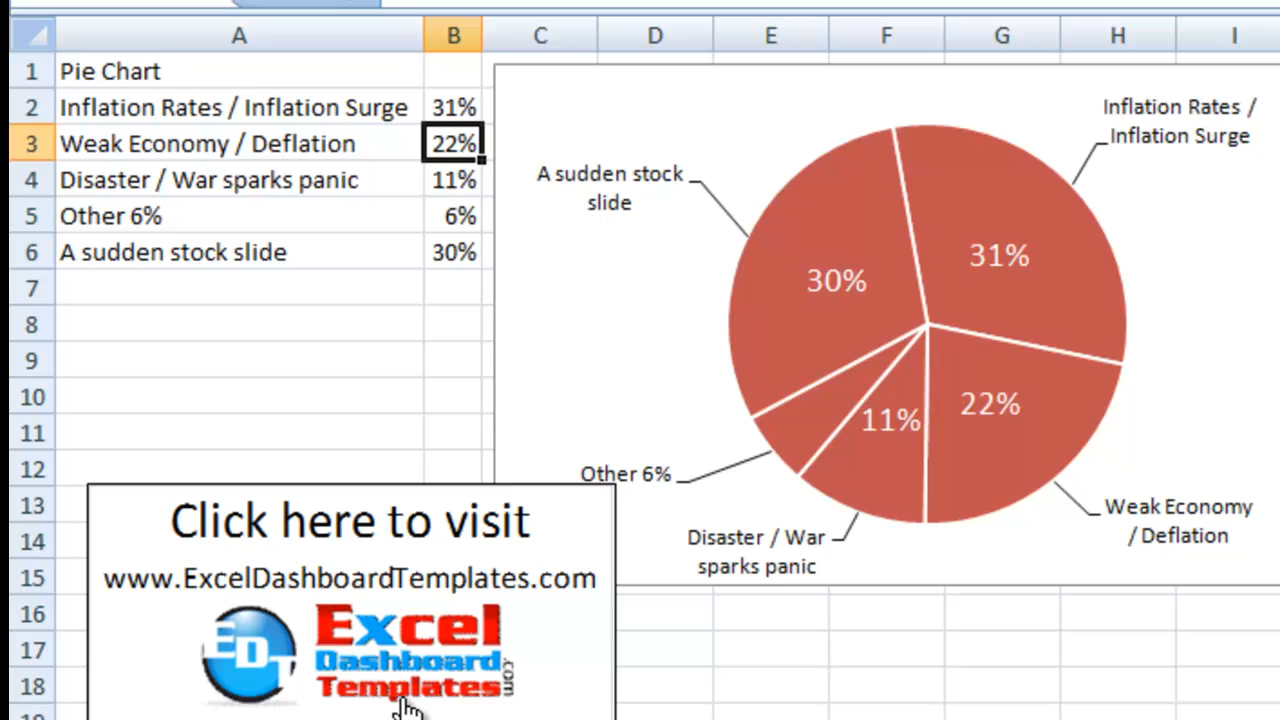 A B C D E F G H I
1 Pie Chart
2 Inflation Rates / Inflation Surge 31%
3 Weak Economy / Deflation 22%
4 Disaster / War sparks panic 11%
5 Other 6% 6%
6 A sudden stock slide 30%
7
8
9
10
11
12
13
14
15
16
17
18
19
Inflation Rates /
Inflation Surge
A sudden stock
slide
31%
30%
22%
11%
Other 6%
Weak Economy
/ Deflation
Disaster / War
sparks panic
Click here to visit
www.ExcelDashboardTemplates.com
EDT
Excel
Dashboard
Templates
.com